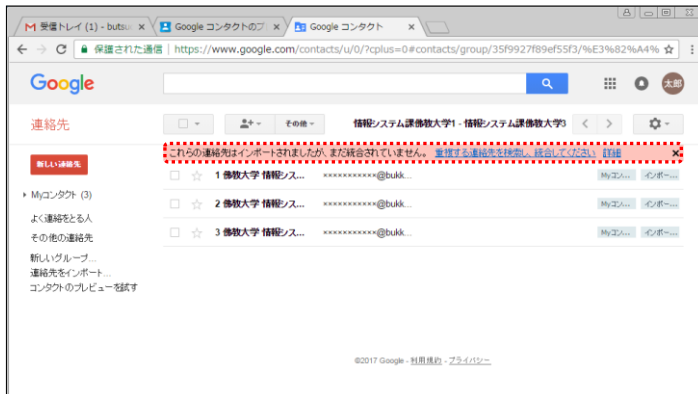 受信トレイ (1) - butsu
Google コンタクトのプ
Google コンタクト
保護された通信 | https://www.google.com/contacts/u/0/?cplus=0#contacts/group/35f9927f89ef55f3/%E3%82%A4%
Google
太郎
連絡先
その他
情報システム課佛教大学1 - 情報システム課佛教大学3
これらの連絡先はインポートされましたが、まだ統合されていません。 重複する連絡先を検索し、統合してください 詳細 ×
新しい連絡先
1 佛教大学 情報シス... ×××××××××××@bukk... Myコン... インポー...
Myコンタクト (3)
2 佛教大学 情報シス... ×××××××××××@bukk... Myコン... インポー...
よく連絡をとる人
その他の連絡先
3 佛教大学 情報シス... ×××××××××××@bukk... Myコン... インポー...
新しいグループ...
連絡先をインポート...
コンタクトのプレビューを試す
©2017 Google - 利用規約 - プライバシー